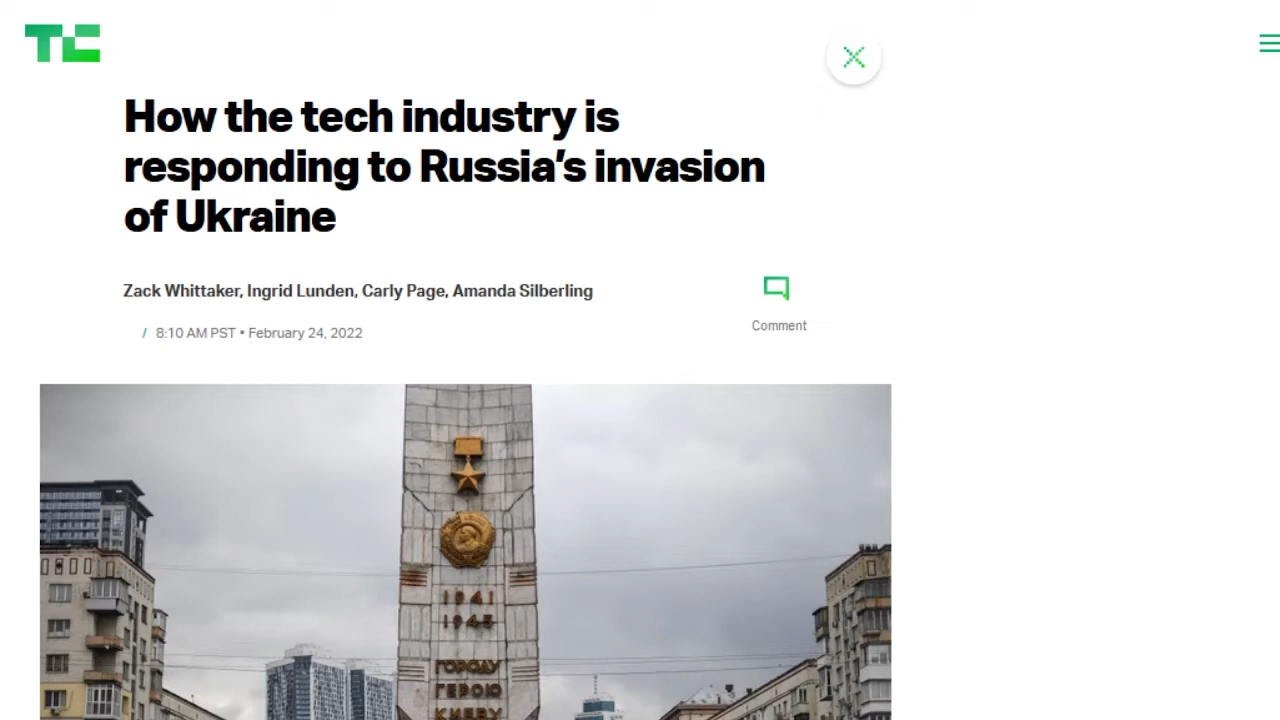 TC
How the tech industry is
responding to Russia's invasion
of Ukraine
Zack Whittaker, Ingrid Lunden, Carly Page, Amanda Silberling
Comment
/ 8:10 AM PST • February 24, 2022
1941
1945
ГОРОДУ
ГЕРОЮ
КИЕВУ